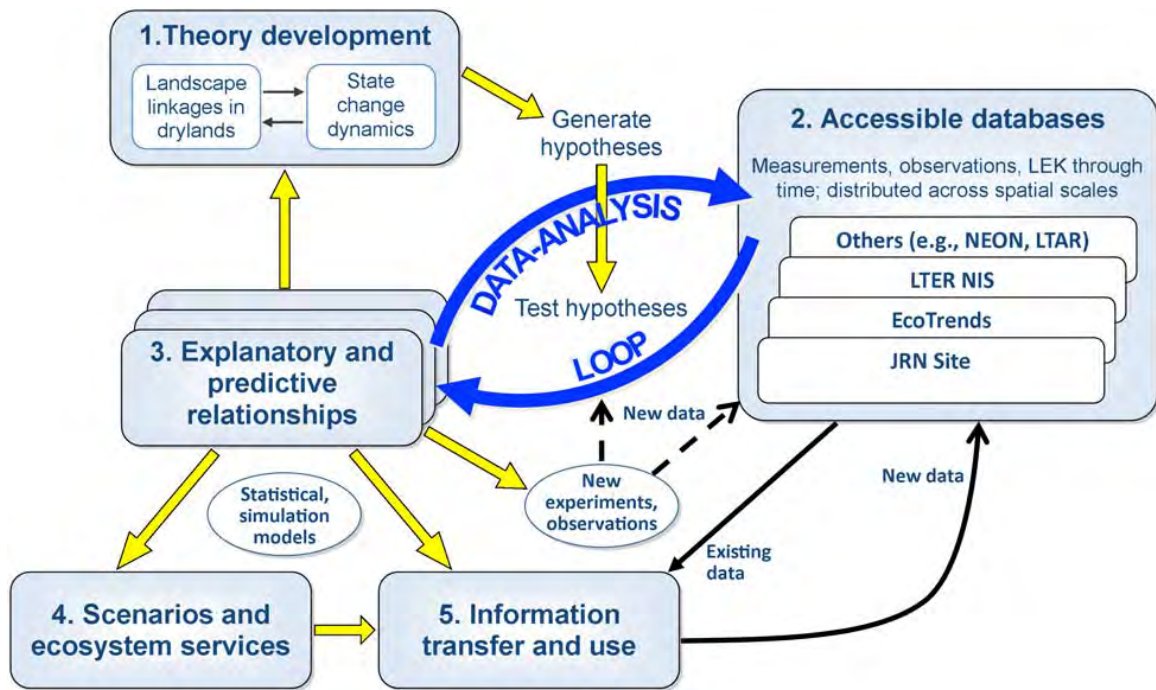 1.Theory development
Landscape
linkages in
drylands
State
change
dynamics
Generate
hypotheses
2. Accessible databases
Measurements, observations, LEK through
time; distributed across spatial scales
Others (e.g., NEON, LTAR)
LTER NIS
EcoTrends
JRN Site
DATA-ANALYSIS
Test hypotheses
LOOP
3. Explanatory and
predictive
relationships
New data
New
experiments,
observations
New data
Statistical,
simulation
models
Existing
data
4. Scenarios and
ecosystem services
5. Information
transfer and use